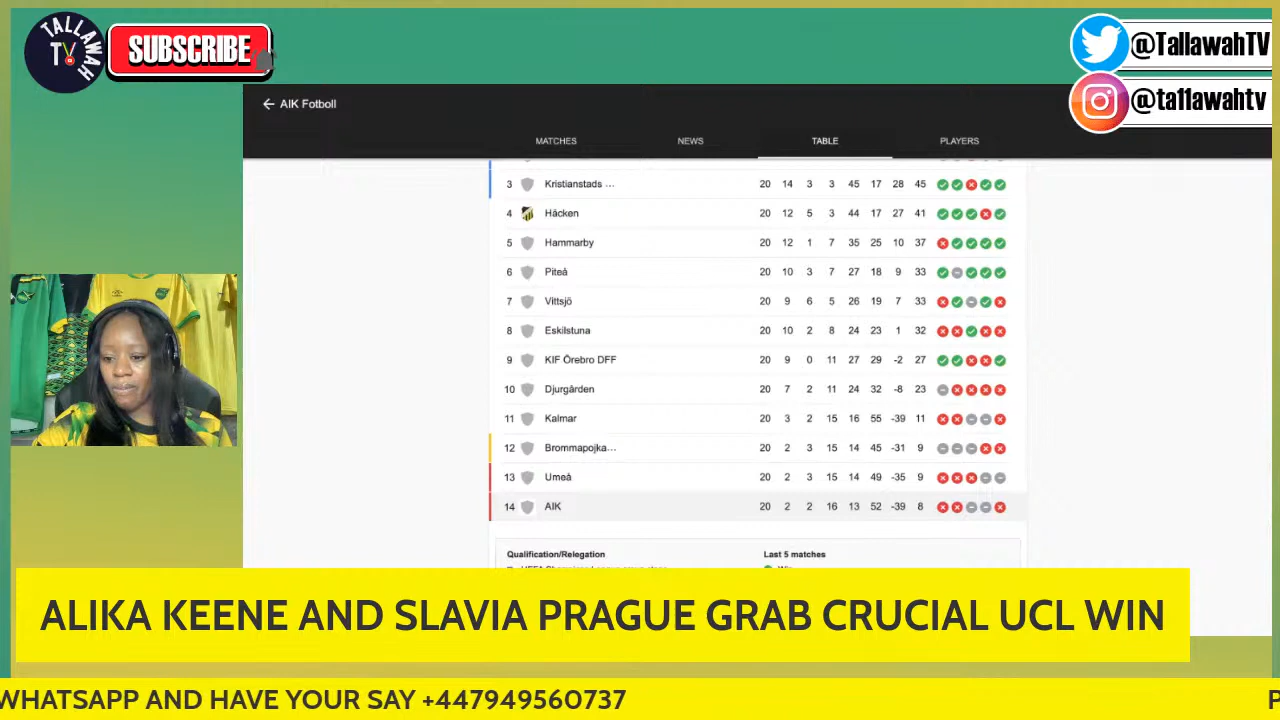 TALLAWAH
TV
SUBSCRIBE
@TallawahTV
@ta11awahtv
AIK Fotboll
MATCHES NEWS TABLE PLAYERS
3 Kristianstads ... 20 14 3 3 45 17 28 45
4 Häcken 20 12 5 3 44 17 27 41
5 Hammarby 20 12 1 7 35 25 10 37
6 Piteå 20 10 3 7 27 18 9 33
7 Vittsjö 20 9 6 5 26 19 7 33
8 Eskilstuna 20 10 2 8 24 23 1 32
9 KIF Örebro DFF 20 9 0 11 27 29 -2 27
10 Djurgården 20 7 2 11 24 32 -8 23
11 Kalmar 20 3 2 15 16 55 -39 11
12 Brommapojka... 20 2 3 15 14 45 -31 9
13 Umeå 20 2 3 15 14 49 -35 9
14 AIK 20 2 2 16 13 52 -39 8
Qualification/Relegation Last 5 matches
ALIKA KEENE AND SLAVIA PRAGUE GRAB CRUCIAL UCL WIN
WHATSAPP AND HAVE YOUR SAY +447949560737 P